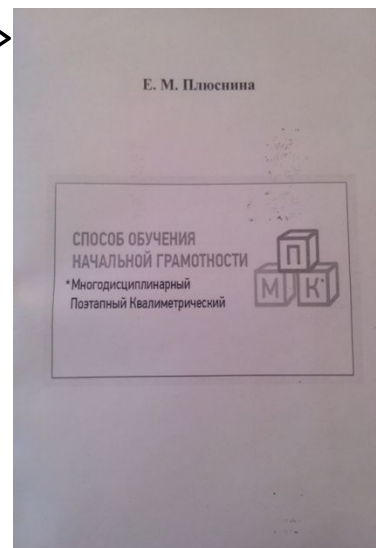 Е. М. Плюснина
СПОСОБ ОБУЧЕНИЯ
НАЧАЛЬНОЙ ГРАМОТНОСТИ
*Многодисциплинарный
Поэтапный Квалиметрический
П
М К*